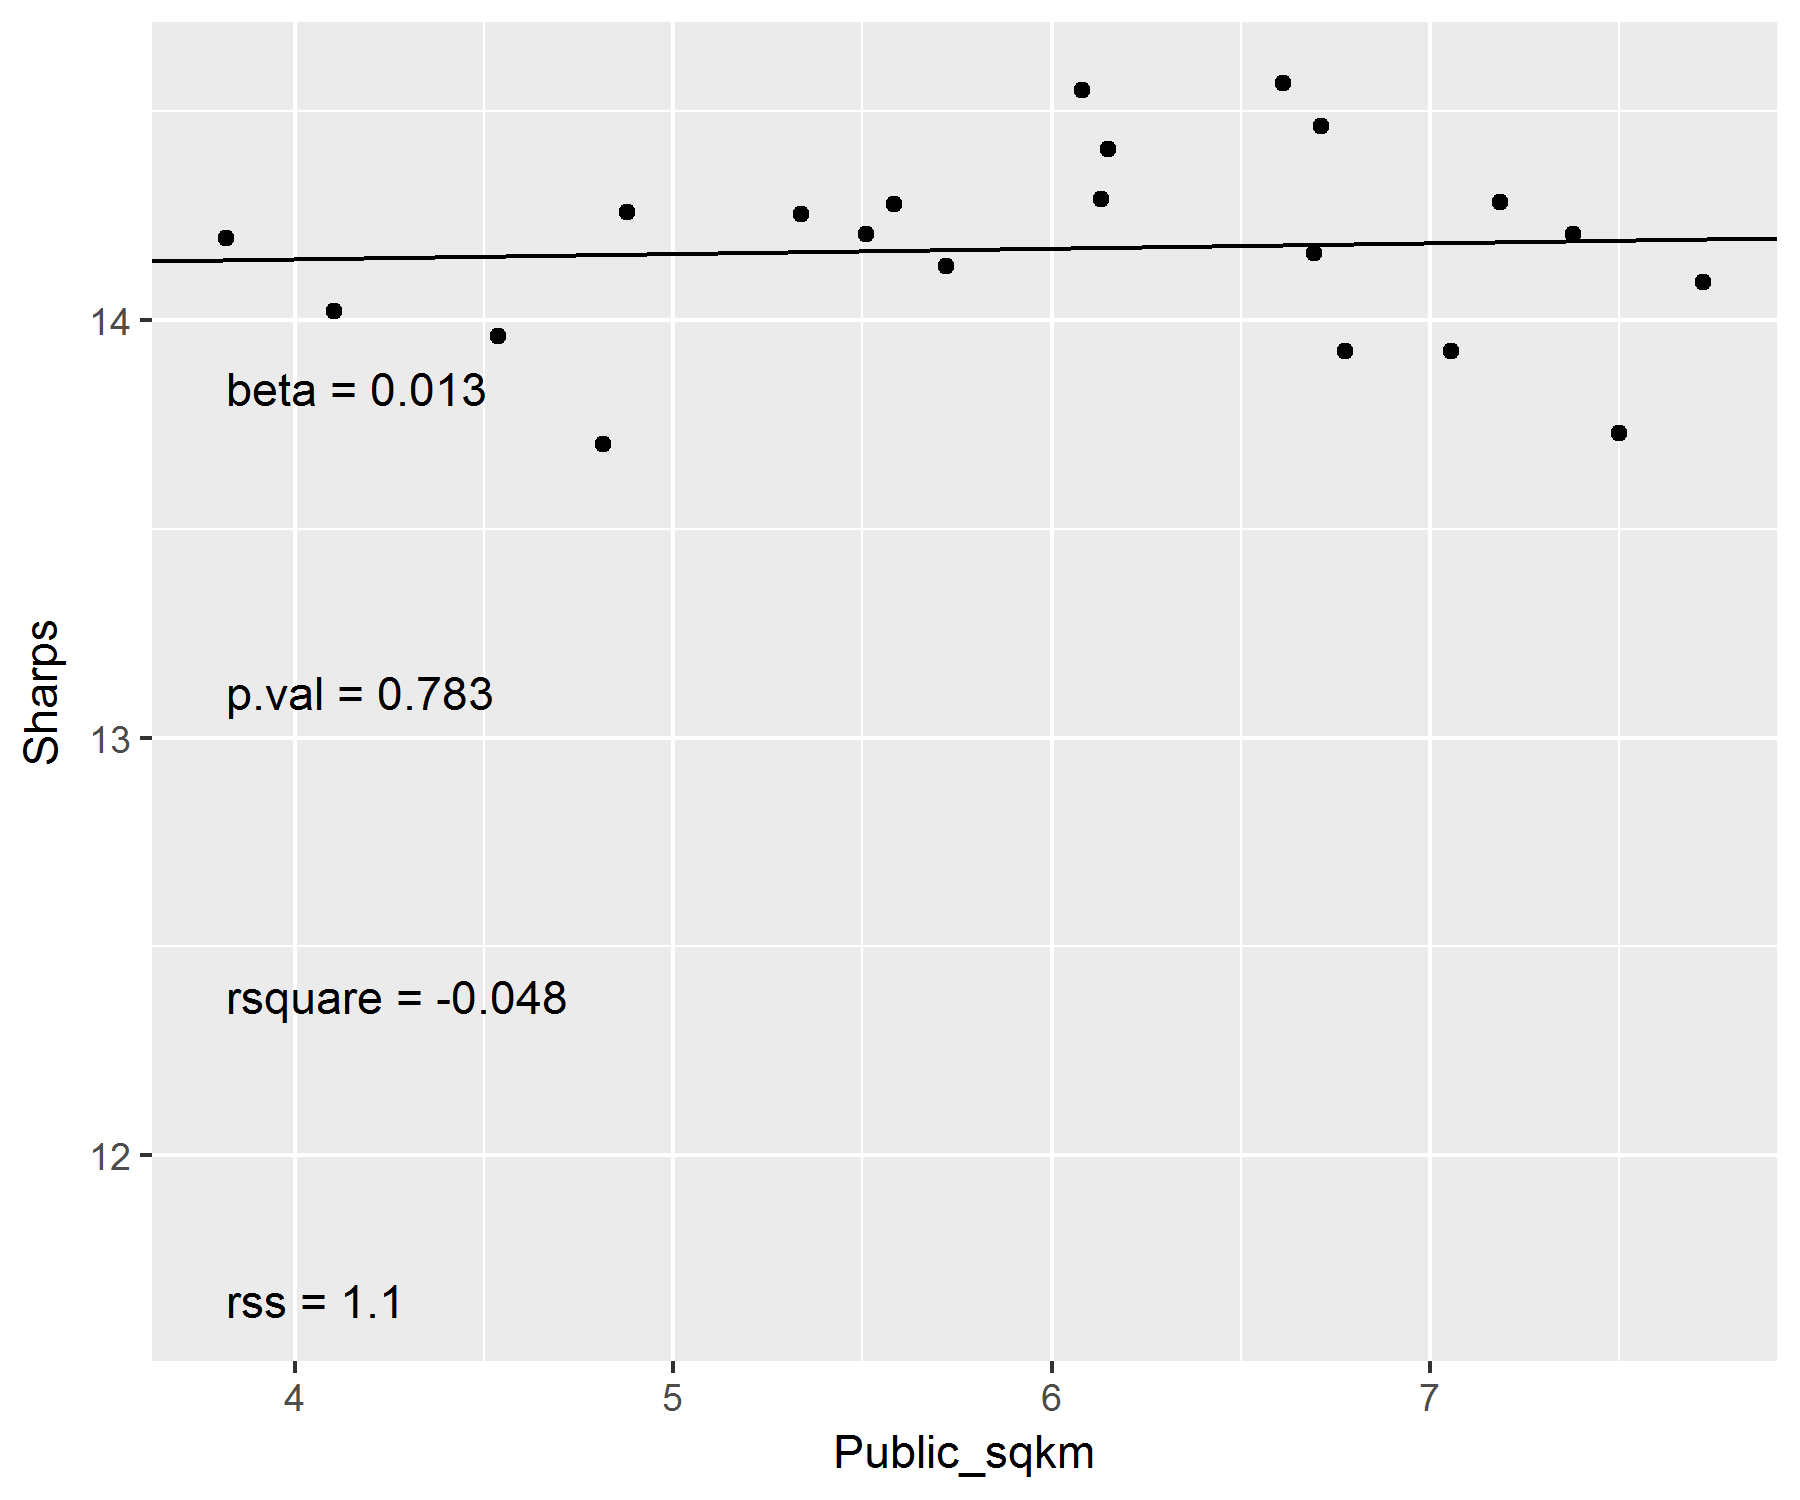 14
beta = 0.013
p.val = 0.783
13
Sharps
rsquare = -0.048
12
rss = 1.1
4 5 6 7
Public_sqkm